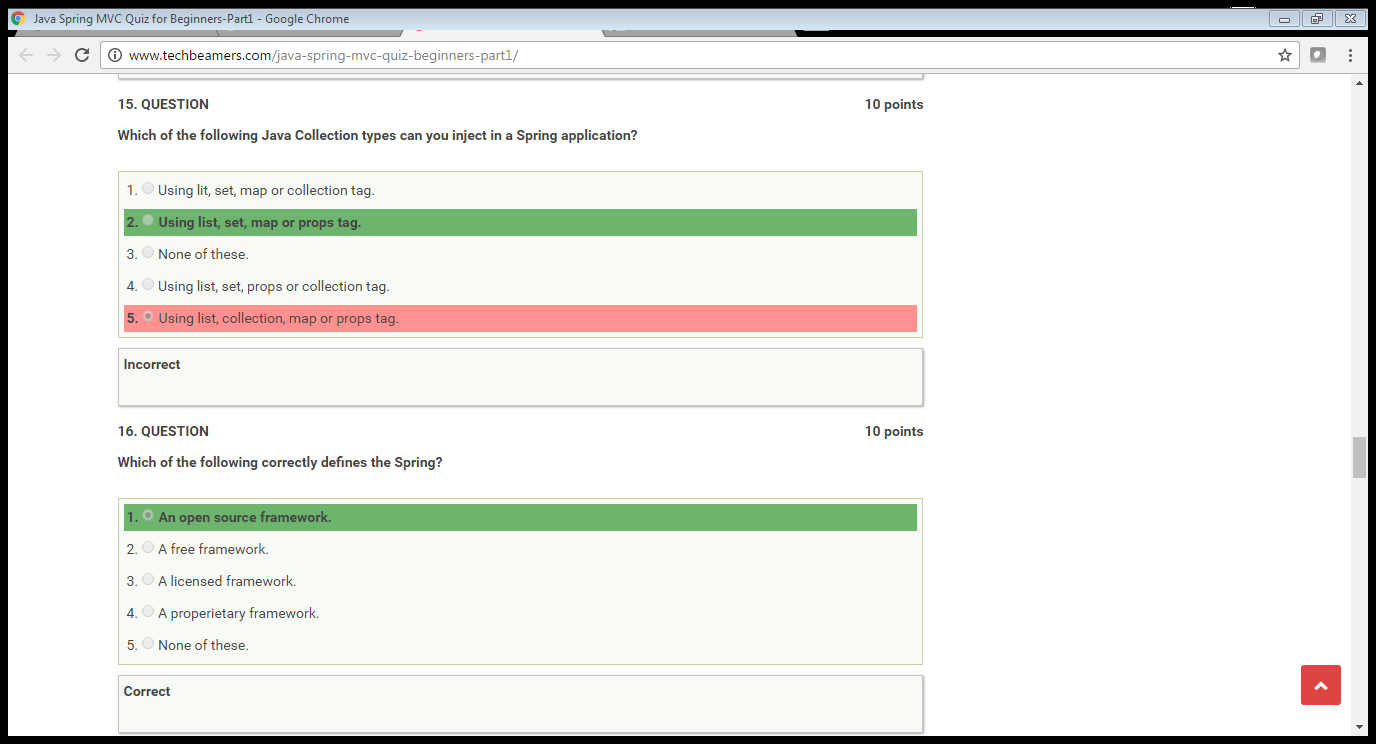 Java Spring MVC Quiz for Beginners-Part1 - Google Chrome
www.techbeamers.com/java-spring-mvc-quiz-beginners-part1/
15. QUESTION 10 points
Which of the following Java Collection types can you inject in a Spring application?
1. Using lit, set, map or collection tag.
2. Using list, set, map or props tag.
3. None of these.
4. Using list, set, props or collection tag.
5. Using list, collection, map or props tag.
Incorrect
16. QUESTION 10 points
Which of the following correctly defines the Spring?
1. An open source framework.
2. A free framework.
3. A licensed framework.
4. A properietary framework.
5. None of these.
Correct